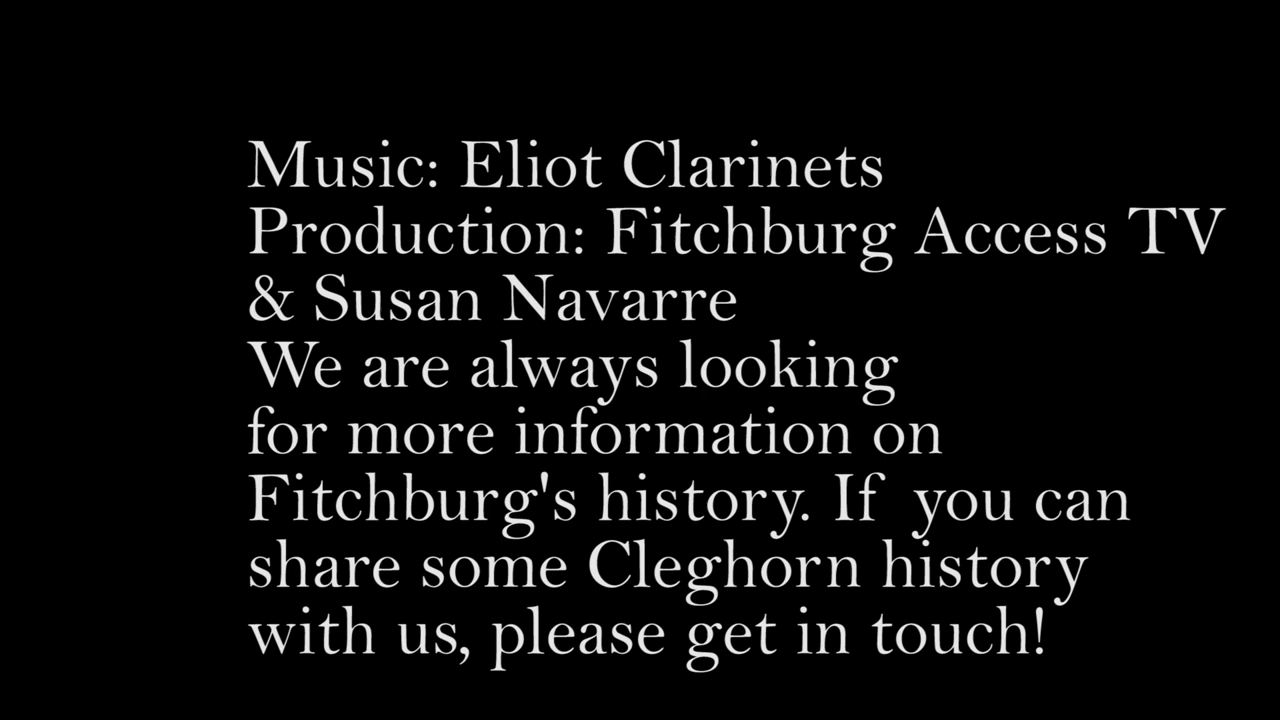 Music: Eliot Clarinets
Production: Fitchburg Access TV
& Susan Navarre
We are always looking
for more information on
Fitchburg's history. If  you can
share some Cleghorn history
with us, please get in touch!